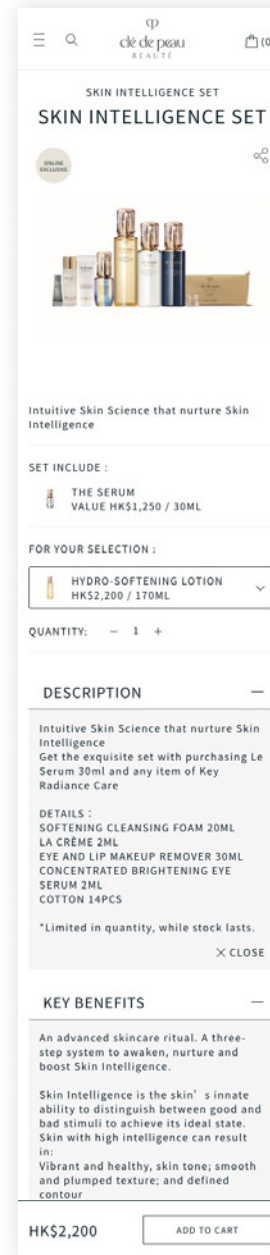 clé de peau
BEAUTÉ
(0
SKIN INTELLIGENCE SET
SKIN INTELLIGENCE SET
ONLINE
EXCLUSIVE
Intuitive Skin Science that nurture Skin
Intelligence
SET INCLUDE :
THE SERUM
VALUE HK$1,250 / 30ML
FOR YOUR SELECTION :
HYDRO-SOFTENING LOTION
HK$2,200 / 170ML
QUANTITY: − 1 +
DESCRIPTION −
Intuitive Skin Science that nurture Skin
Intelligence
Get the exquisite set with purchasing Le
Serum 30ml and any item of Key
Radiance Care
DETAILS：
SOFTENING CLEANSING FOAM 20ML
LA CRÈME 2ML
EYE AND LIP MAKEUP REMOVER 30ML
CONCENTRATED BRIGHTENING EYE
SERUM 2ML
COTTON 14PCS
*Limited in quantity, while stock lasts.
× CLOSE
KEY BENEFITS −
An advanced skincare ritual. A three-
step system to awaken, nurture and
boost Skin Intelligence.
Skin Intelligence is the skin’s innate
ability to distinguish between good and
bad stimuli to achieve its ideal state.
Skin with high intelligence can result
in:
Vibrant and healthy, skin tone; smooth
and plumped texture; and defined
contour
HK$2,200
ADD TO CART